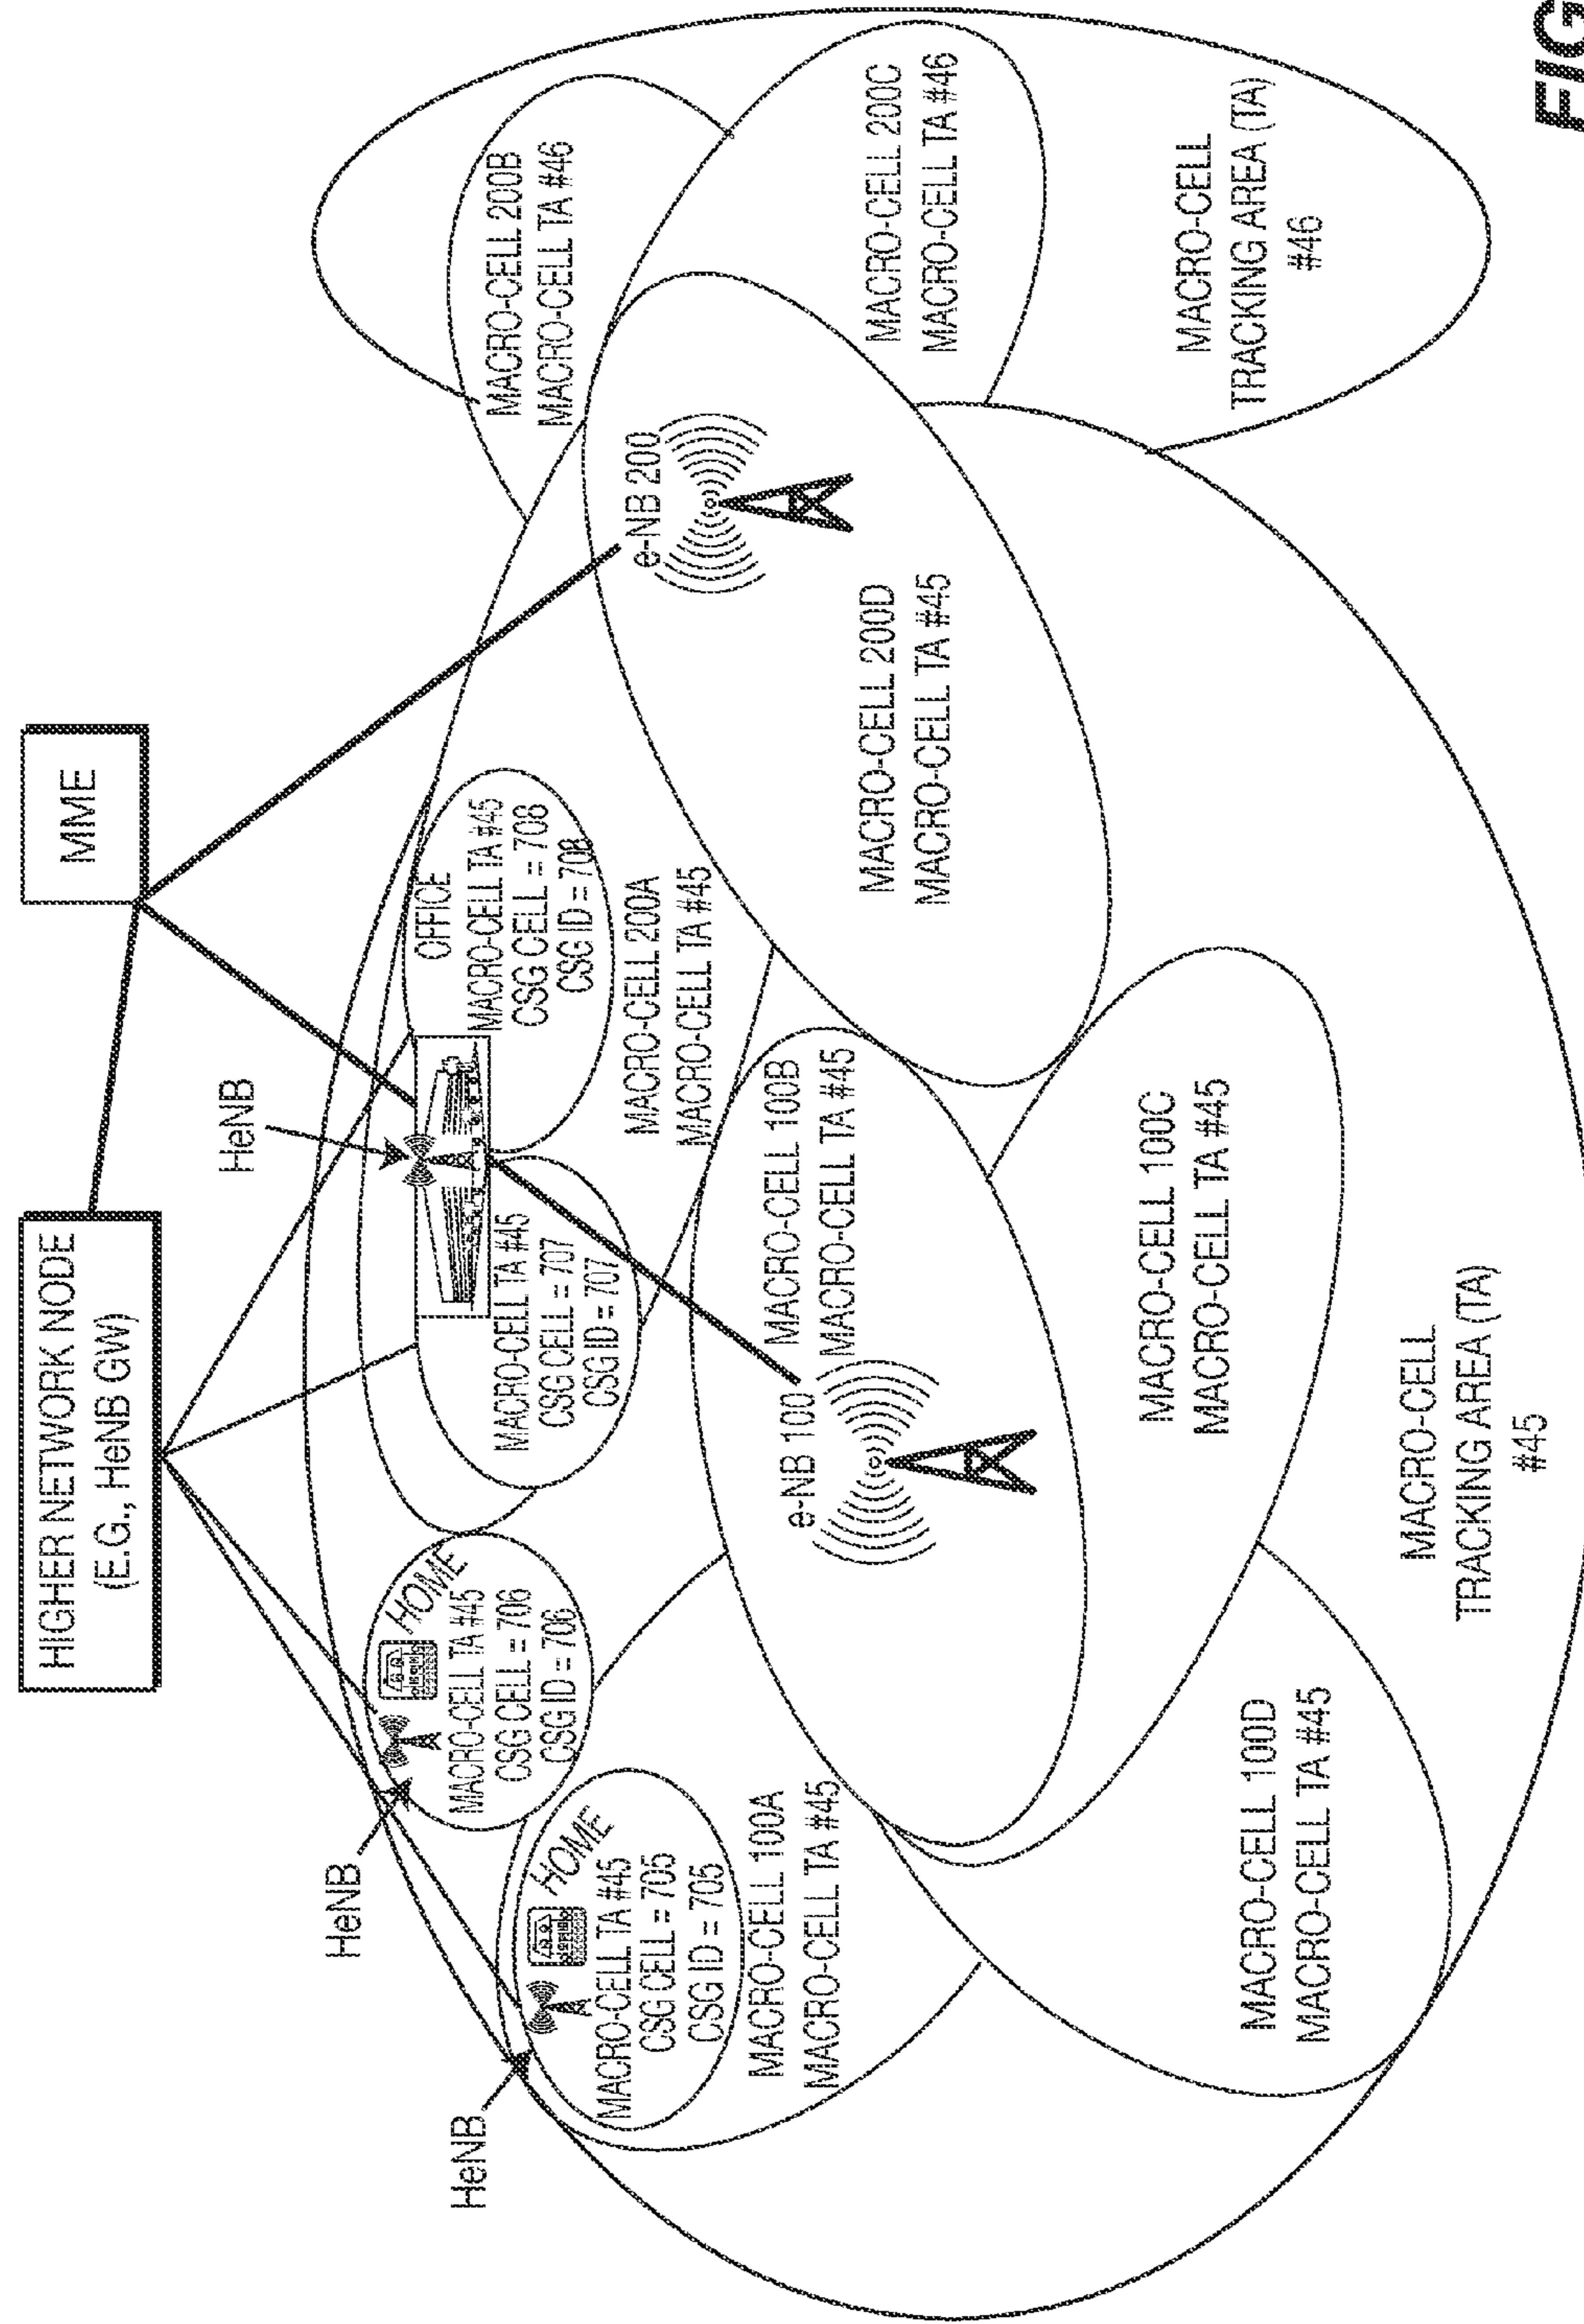 HIGHER NETWORK NODE
(E.G., HeNB GW)
MME
HeNB
HeNB
HeNB
HOME
MACRO-CELL TA #45
CSG CELL = 705
CSG ID = 705
HOME
MACRO-CELL TA #45
CSG CELL = 706
CSG ID = 706
MACRO-CELL TA #45
CSG CELL = 707
CSG ID = 707
OFFICE
MACRO-CELL TA #45
CSG CELL = 708
CSG ID = 708
MACRO-CELL 100A
MACRO-CELL TA #45
MACRO-CELL 200A
MACRO-CELL TA #45
e-NB 100
MACRO-CELL 100B
MACRO-CELL TA #45
e-NB 200
MACRO-CELL 200B
MACRO-CELL TA #46
MACRO-CELL 200C
MACRO-CELL TA #46
MACRO-CELL 200D
MACRO-CELL TA #45
MACRO-CELL 100C
MACRO-CELL TA #45
MACRO-CELL 100D
MACRO-CELL TA #45
MACRO-CELL
TRACKING AREA (TA)
#45
MACRO-CELL
TRACKING AREA (TA)
#46
FIG